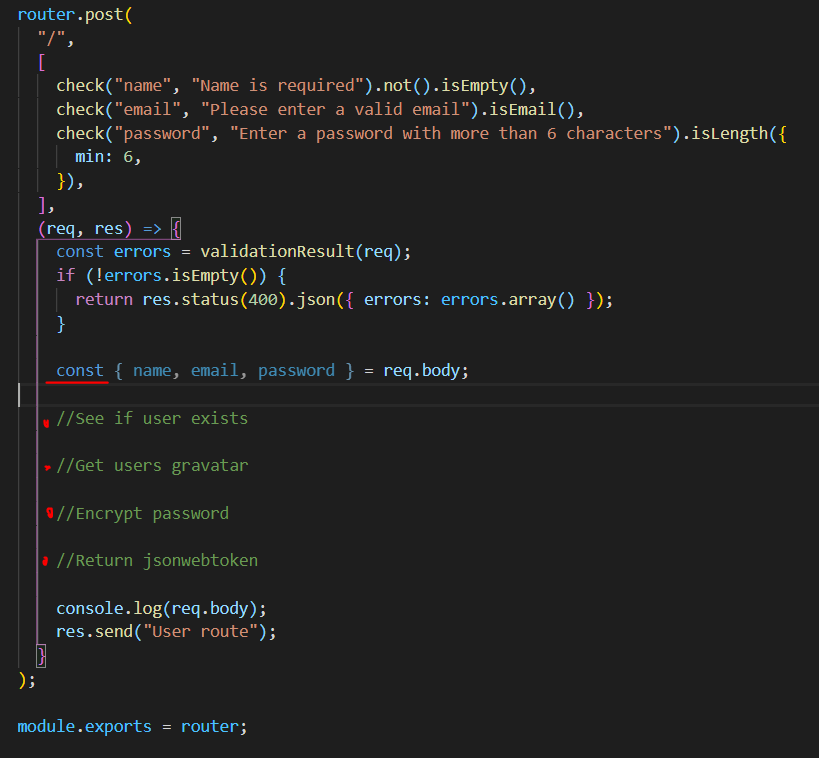 router.post(
"/",
[
check("name", "Name is required").not().isEmpty(),
check("email", "Please enter a valid email").isEmail(),
check("password", "Enter a password with more than 6 characters").isLength({
min: 6,
}),
],
(req, res) => {
const errors = validationResult(req);
if (!errors.isEmpty()) {
return res.status(400).json({ errors: errors.array() });
}
const { name, email, password } = req.body;
//See if user exists
//Get users gravatar
//Encrypt password
//Return jsonwebtoken
console.log(req.body);
res.send("User route");
}
);
module.exports = router;